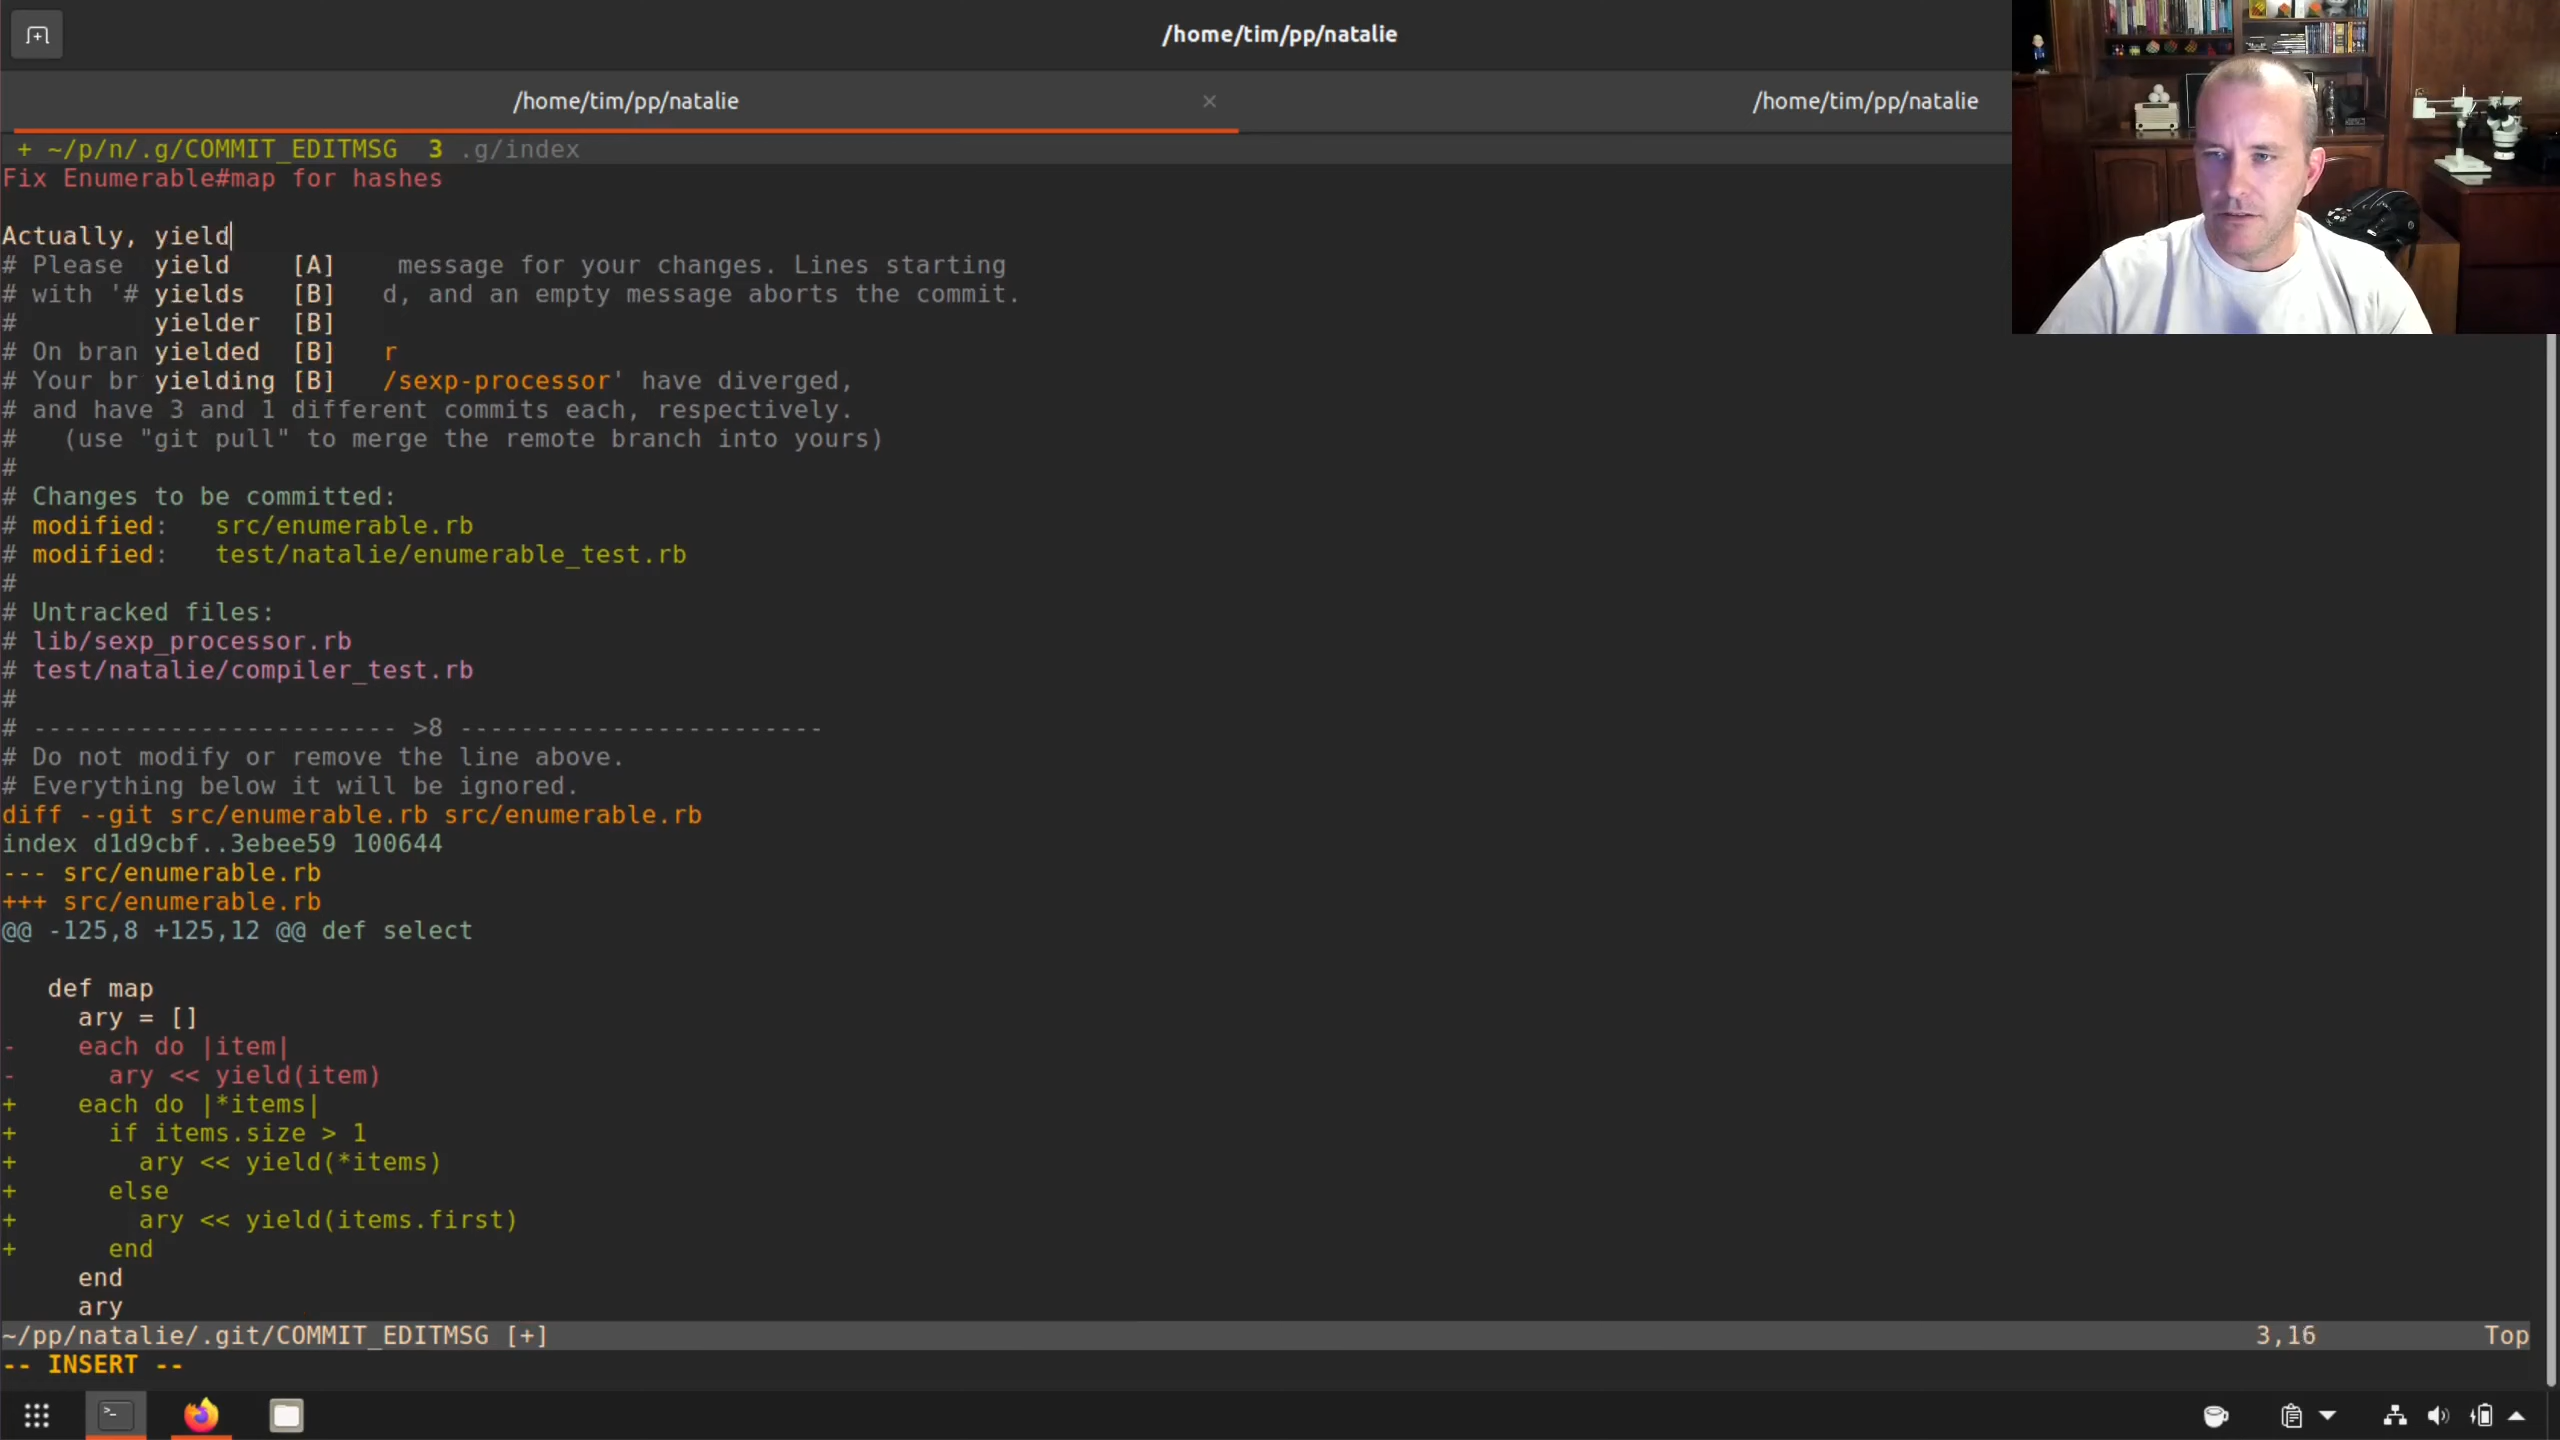 /home/tim/pp/natalie
/home/tim/pp/natalie × /home/tim/pp/natalie
+ ~/p/n/.g/COMMIT_EDITMSG 3 .g/index
Fix Enumerable#map for hashes
Actually, yield
# Please yield [A] message for your changes. Lines starting
# with '# yields [B] d, and an empty message aborts the commit.
# yielder [B]
# On bran yielded [B] r
# Your br yielding [B] /sexp-processor' have diverged,
# and have 3 and 1 different commits each, respectively.
#   (use "git pull" to merge the remote branch into yours)
#
# Changes to be committed:
# modified:   src/enumerable.rb
# modified:   test/natalie/enumerable_test.rb
#
# Untracked files:
# lib/sexp_processor.rb
# test/natalie/compiler_test.rb
#
# ------------------------ >8 ------------------------
# Do not modify or remove the line above.
# Everything below it will be ignored.
diff --git src/enumerable.rb src/enumerable.rb
index d1d9cbf..3ebee59 100644
--- src/enumerable.rb
+++ src/enumerable.rb
@@ -125,8 +125,12 @@ def select
def map
ary = []
- each do |item|
- ary << yield(item)
+ each do |*items|
+ if items.size > 1
+ ary << yield(*items)
+ else
+ ary << yield(items.first)
+ end
end
ary
~/pp/natalie/.git/COMMIT_EDITMSG [+] 3,16 Top
-- INSERT --